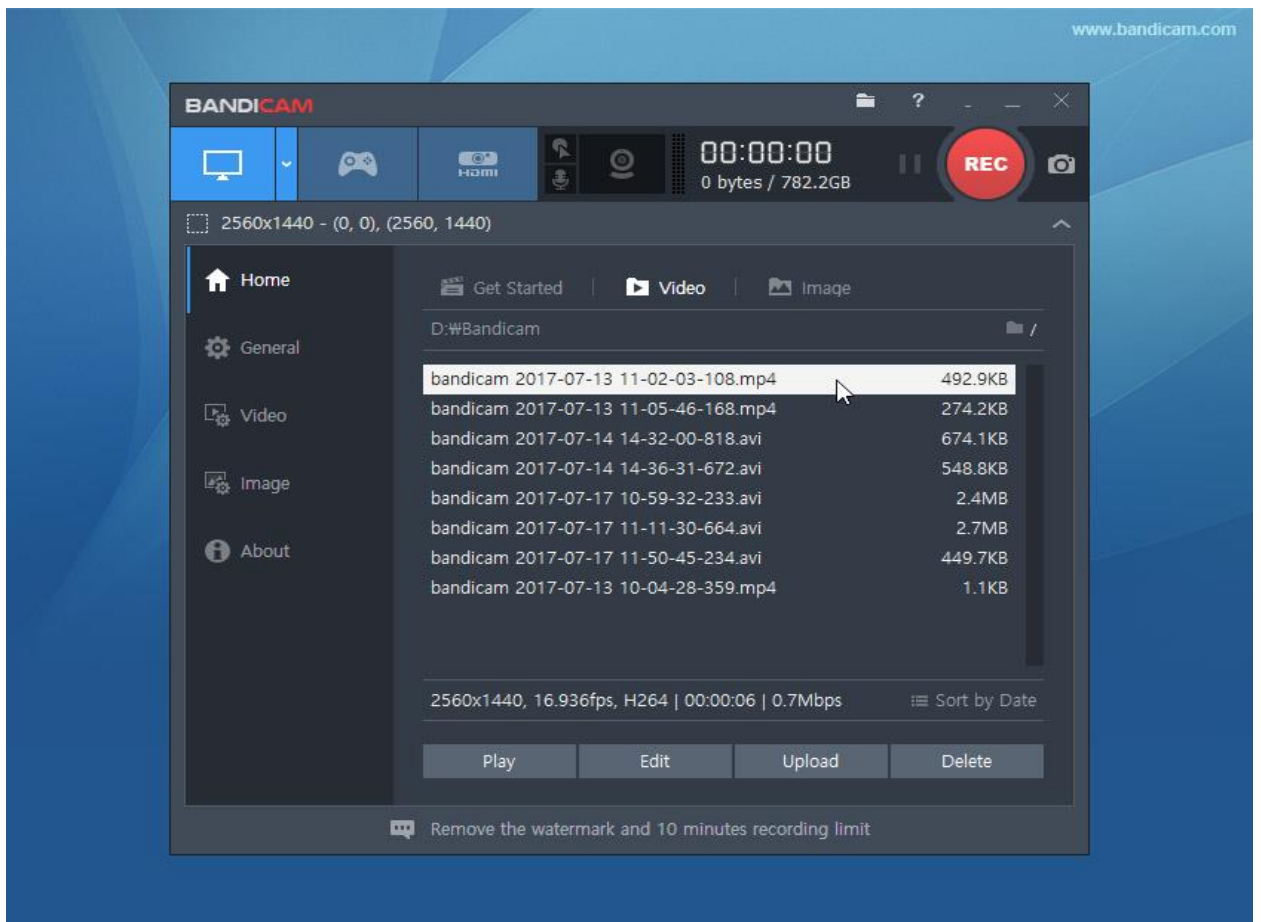 www.bandicam.com
BANDICAM
?
HDMI
00:00:00
0 bytes / 782.2GB
REC
2560x1440 - (0, 0), (2560, 1440)
Home
General
Video
Image
About
Get Started | Video | Image
D:₩Bandicam /
bandicam 2017-07-13 11-02-03-108.mp4 492.9KB
bandicam 2017-07-13 11-05-46-168.mp4 274.2KB
bandicam 2017-07-14 14-32-00-818.avi 674.1KB
bandicam 2017-07-14 14-36-31-672.avi 548.8KB
bandicam 2017-07-17 10-59-32-233.avi 2.4MB
bandicam 2017-07-17 11-11-30-664.avi 2.7MB
bandicam 2017-07-17 11-50-45-234.avi 449.7KB
bandicam 2017-07-13 10-04-28-359.mp4 1.1KB
2560x1440, 16.936fps, H264 | 00:00:06 | 0.7Mbps Sort by Date
Play Edit Upload Delete
Remove the watermark and 10 minutes recording limit